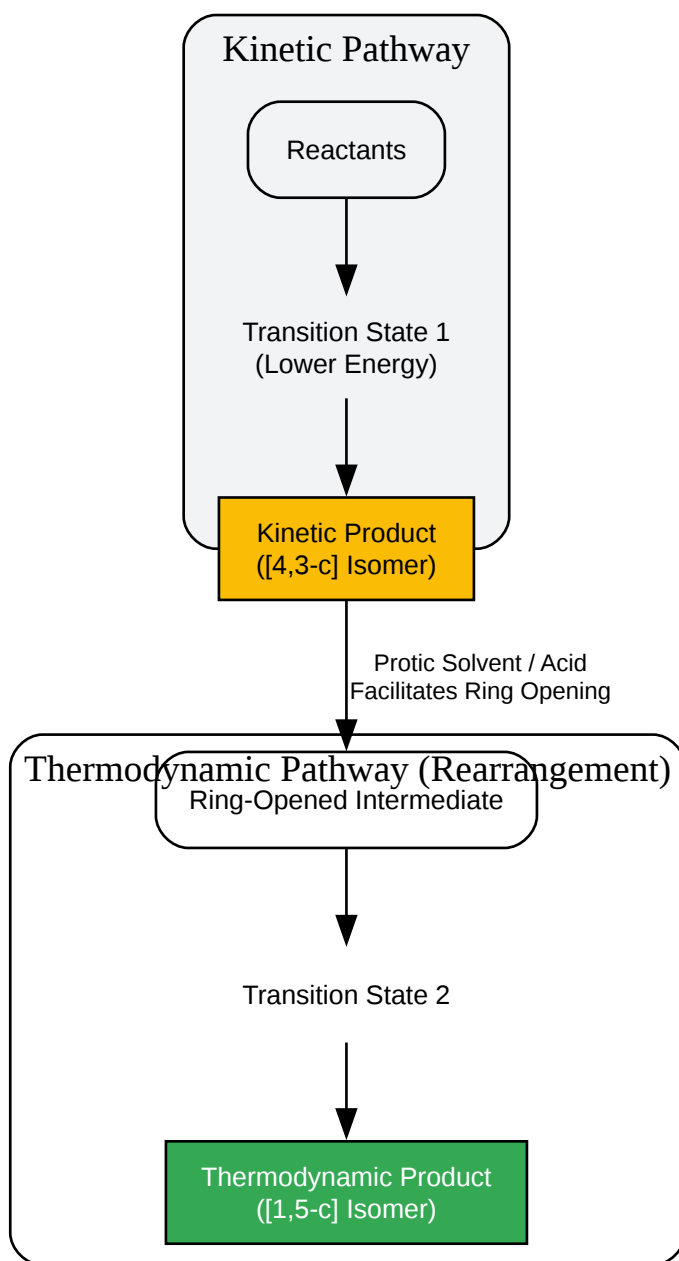 Kinetic Pathway
Reactants
Transition State 1
(Lower Energy)
Kinetic Product
([4,3-c] Isomer)
Protic Solvent / Acid
Facilitates Ring Opening
Thermodynamic Pathway (Rearrangement)
Ring-Opened Intermediate
Transition State 2
Thermodynamic Product
([1,5-c] Isomer)